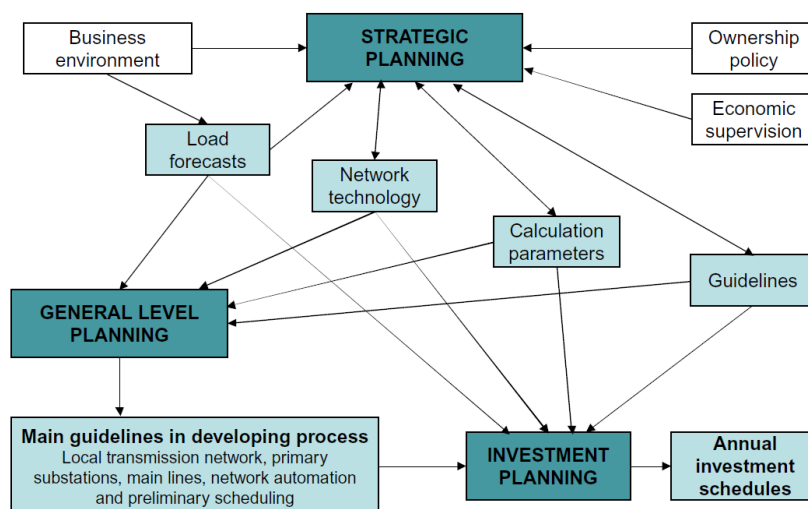 Business
environment
STRATEGIC
PLANNING
Ownership
policy
Economic
supervision
Load
forecasts
Network
technology
Calculation
parameters
Guidelines
GENERAL LEVEL
PLANNING
Main guidelines in developing process
Local transmission network, primary
substations, main lines, network automation
and preliminary scheduling
INVESTMENT
PLANNING
Annual
investment
schedules